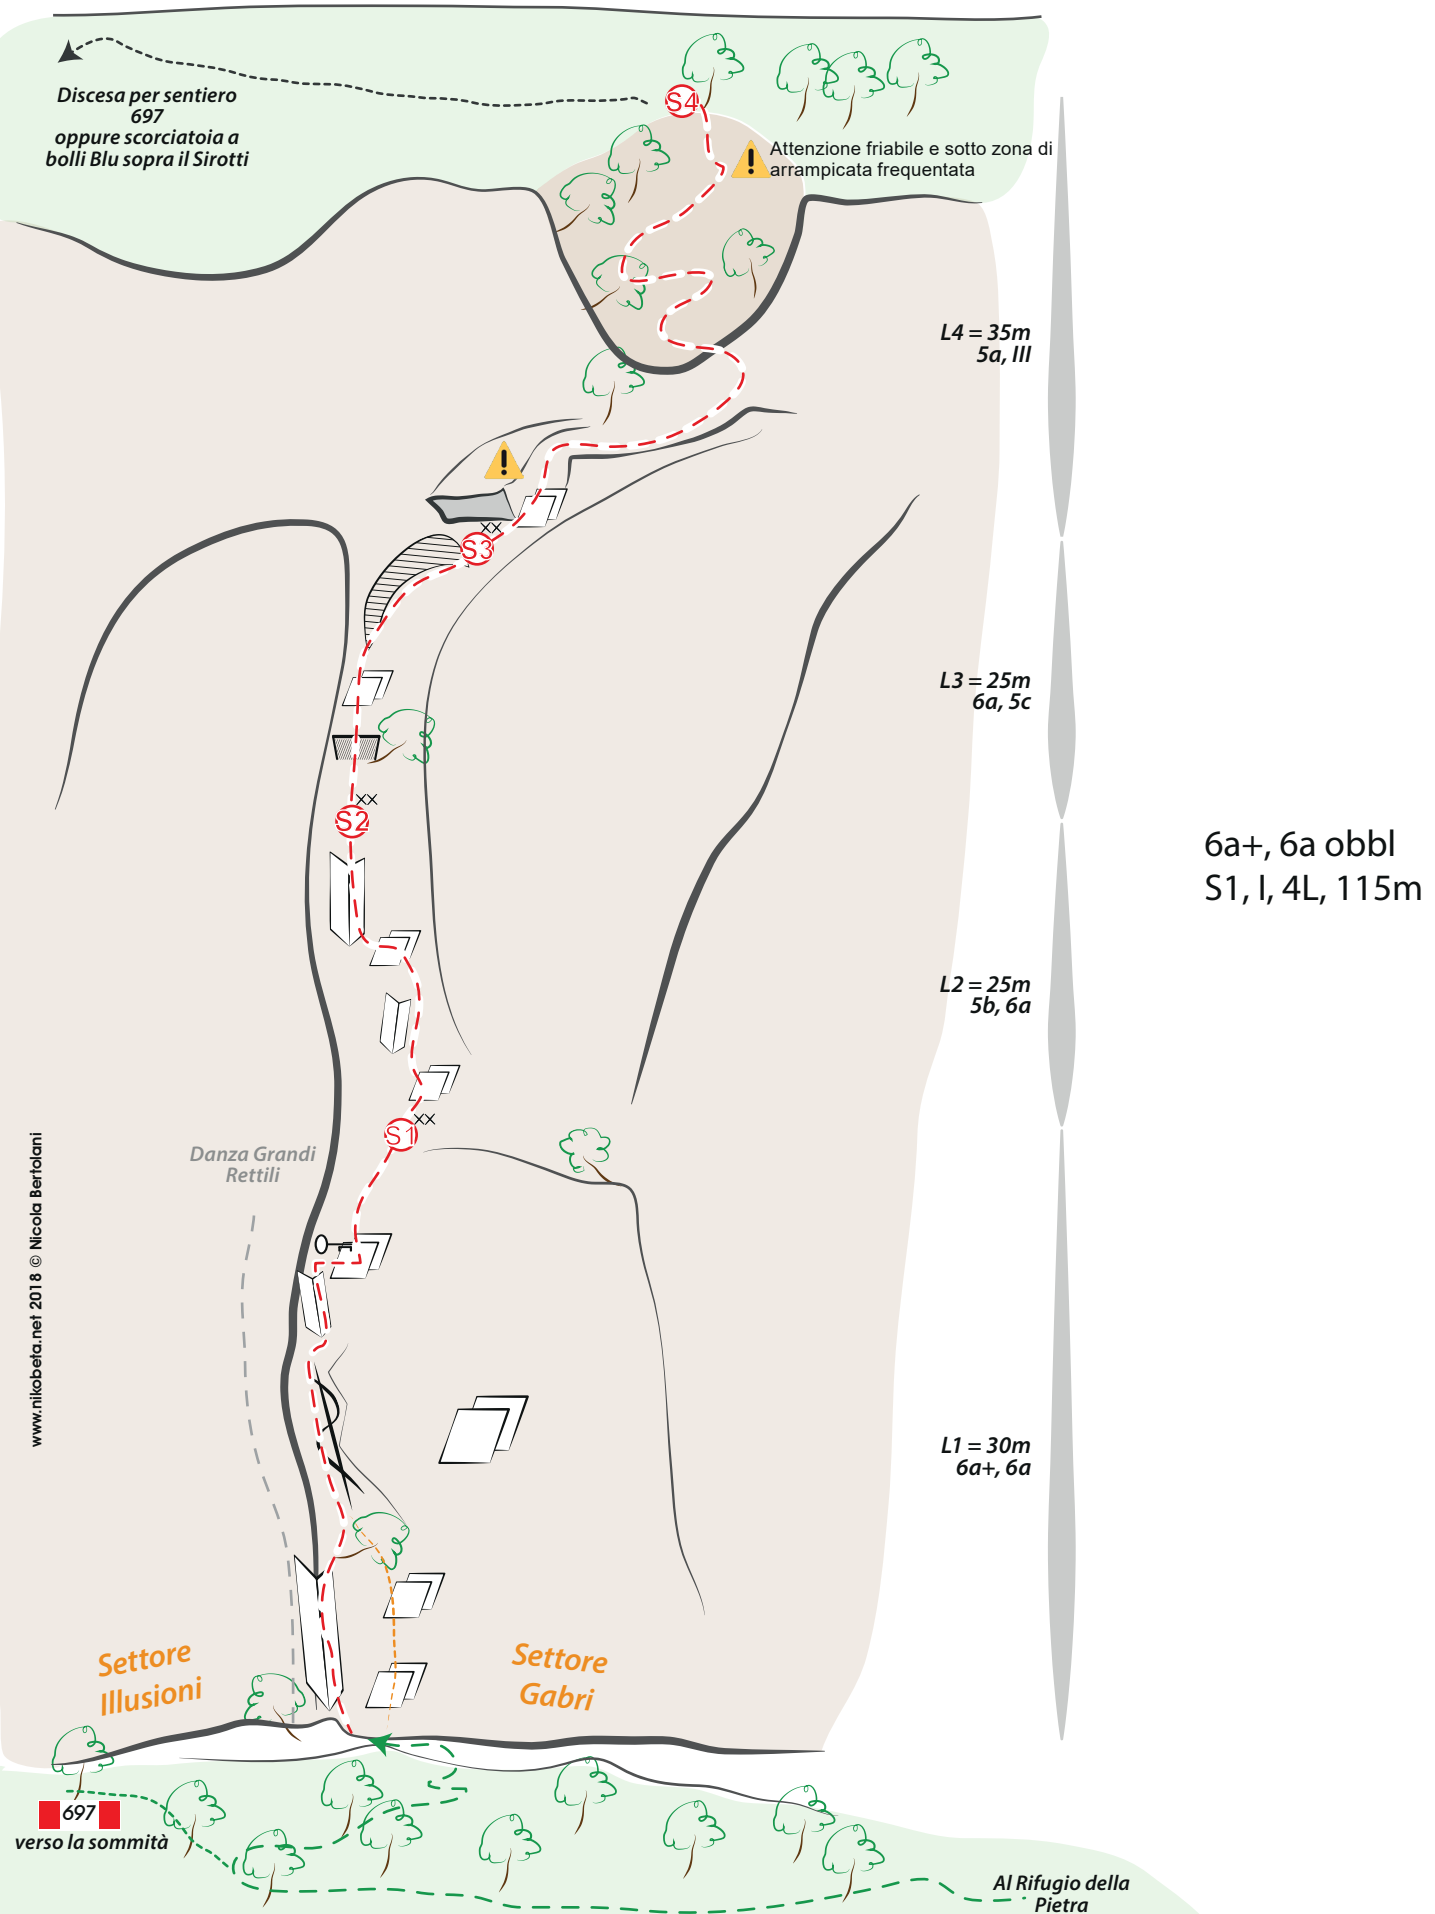 Discesa per sentiero
697
oppure scorciatoia a
bolli Blu sopra il Sirotti
S4
Attenzione friabile e sotto zona di
arrampicata frequentata
L4 = 35m
5a, III
S3
L3 = 25m
6a, 5c
S2
6a+, 6a obbl
S1, I, 4L, 115m
L2 = 25m
5b, 6a
S1
Danza Grandi
Rettili
www.nikobeta.net 2018 © Nicola Bertolani
L1 = 30m
6a+, 6a
Settore
Illusioni
Settore
Gabri
697
verso la sommità
Al Rifugio della
Pietra